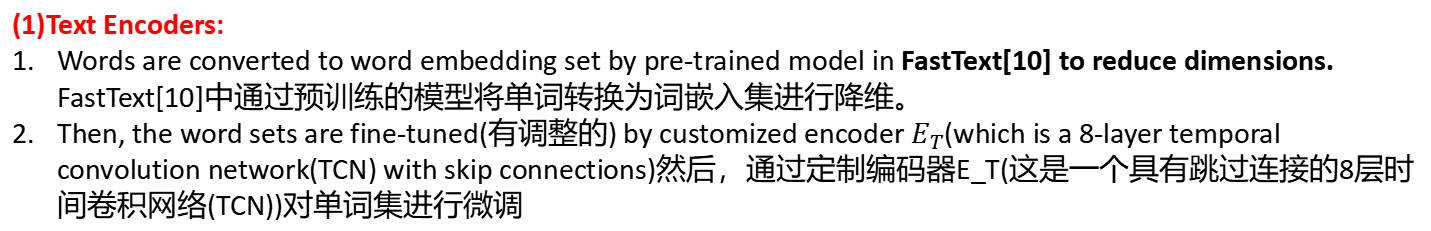 (1)Text Encoders:
1. Words are converted to word embedding set by pre-trained model in FastText[10] to reduce dimensions.
FastText[10]中通过预训练的模型将单词转换为词嵌入集进行降维。
2. Then, the word sets are fine-tuned(有调整的) by customized encoder E_T(which is a 8-layer temporal
convolution network(TCN) with skip connections)然后，通过定制编码器E_T(这是一个具有跳过连接的8层时
间卷积网络(TCN))对单词集进行微调